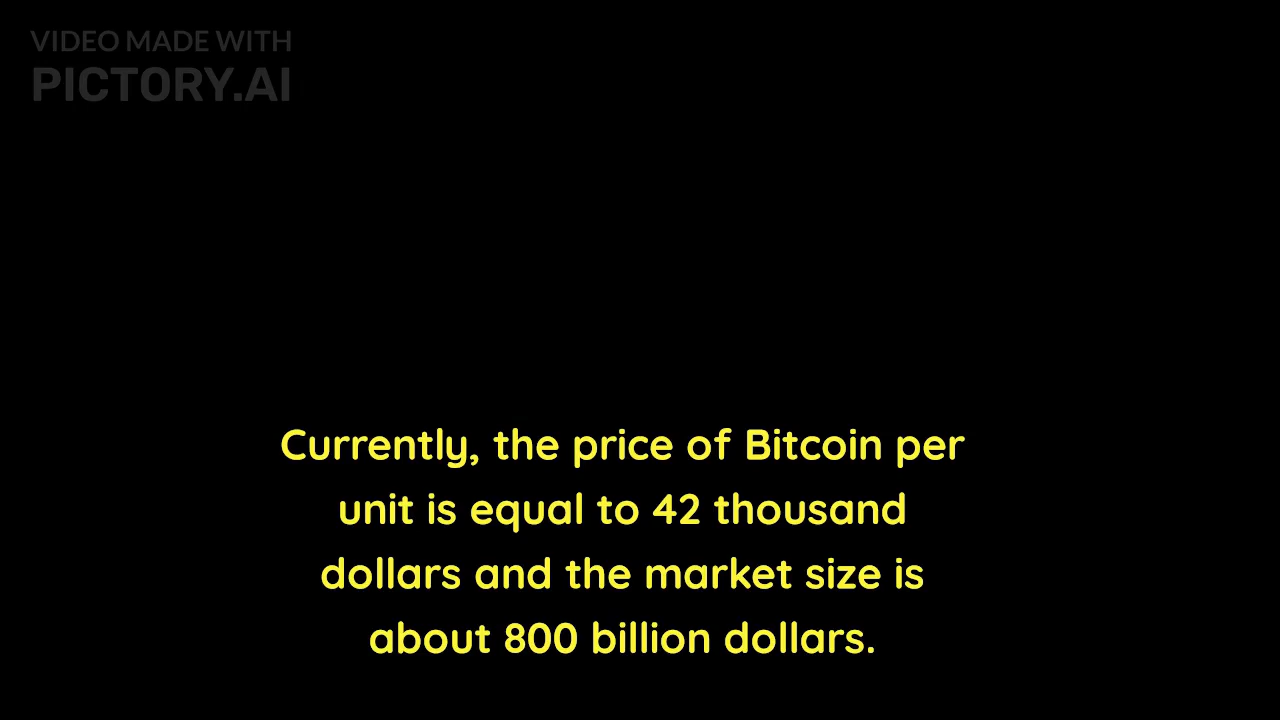 VIDEO MADE WITH
PICTORY.AI
Currently, the price of Bitcoin per
unit is equal to 42 thousand
dollars and the market size is
about 800 billion dollars.